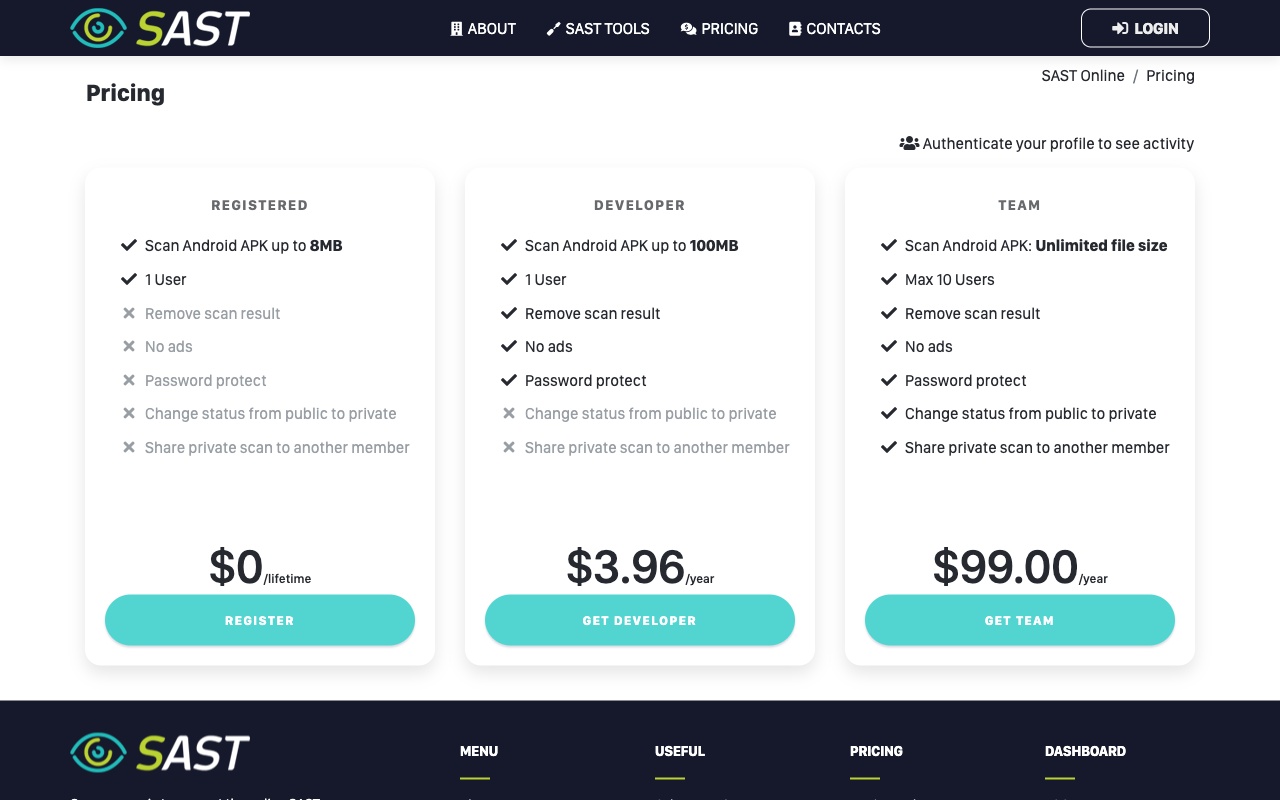 SAST
ABOUT
SAST TOOLS
PRICING
CONTACTS
LOGIN
SAST Online / Pricing
Pricing
Authenticate your profile to see activity
REGISTERED
Scan Android APK up to 8MB
1 User
Remove scan result
No ads
Password protect
Change status from public to private
Share private scan to another member
$0/lifetime
REGISTER
DEVELOPER
Scan Android APK up to 100MB
1 User
Remove scan result
No ads
Password protect
Change status from public to private
Share private scan to another member
$3.96/year
GET DEVELOPER
TEAM
Scan Android APK: Unlimited file size
Max 10 Users
Remove scan result
No ads
Password protect
Change status from public to private
Share private scan to another member
$99.00/year
GET TEAM
SAST
MENU
USEFUL
PRICING
DASHBOARD